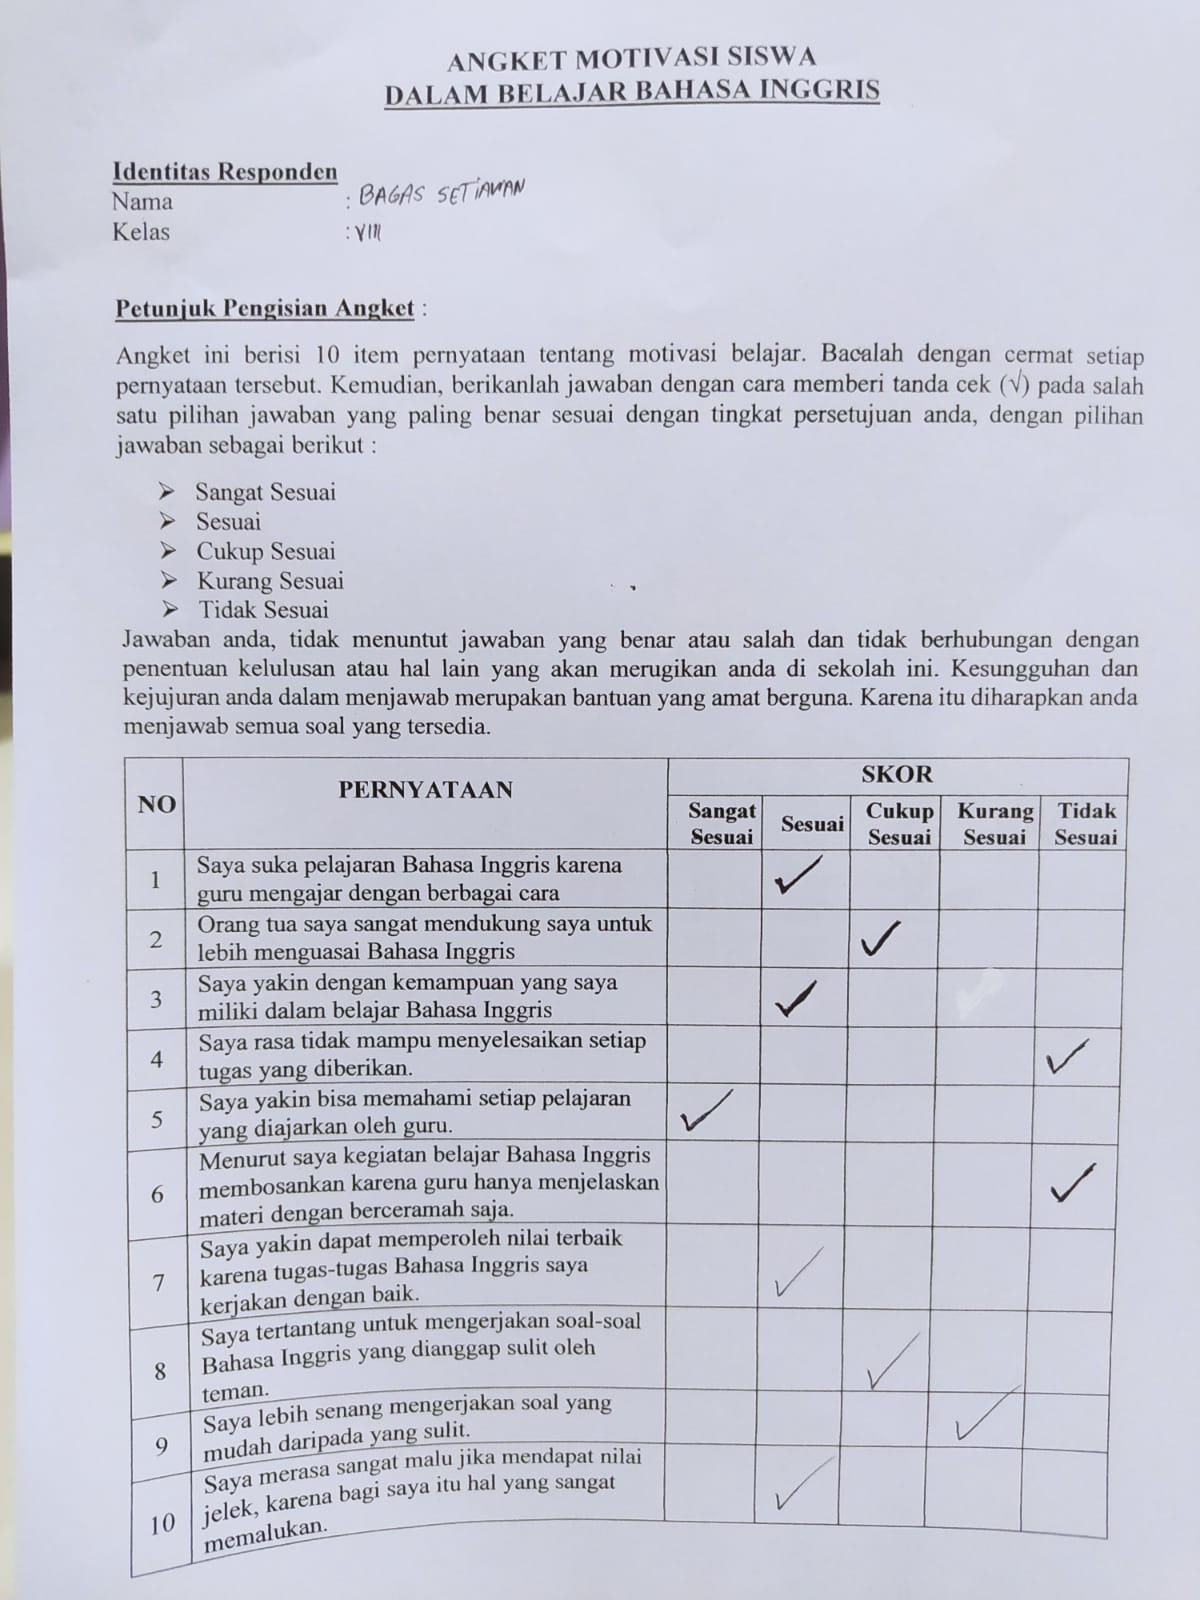 ANGKET MOTIVASI SISWA
DALAM BELAJAR BAHASA INGGRIS
Identitas Responden
Nama : BAGAS SETIAWAN
Kelas : VIII
Petunjuk Pengisian Angket :
Angket ini berisi 10 item pernyataan tentang motivasi belajar. Bacalah dengan cermat setiap
pernyataan tersebut. Kemudian, berikanlah jawaban dengan cara memberi tanda cek (√) pada salah
satu pilihan jawaban yang paling benar sesuai dengan tingkat persetujuan anda, dengan pilihan
jawaban sebagai berikut :
➢ Sangat Sesuai
➢ Sesuai
➢ Cukup Sesuai
➢ Kurang Sesuai
➢ Tidak Sesuai
Jawaban anda, tidak menuntut jawaban yang benar atau salah dan tidak berhubungan dengan
penentuan kelulusan atau hal lain yang akan merugikan anda di sekolah ini. Kesungguhan dan
kejujuran anda dalam menjawab merupakan bantuan yang amat berguna. Karena itu diharapkan anda
menjawab semua soal yang tersedia.
NO PERNYATAAN SKOR
Sangat Sesuai Sesuai Cukup Sesuai Kurang Sesuai Tidak Sesuai
1 Saya suka pelajaran Bahasa Inggris karena
guru mengajar dengan berbagai cara ✓
2 Orang tua saya sangat mendukung saya untuk
lebih menguasai Bahasa Inggris ✓
3 Saya yakin dengan kemampuan yang saya
miliki dalam belajar Bahasa Inggris ✓
4 Saya rasa tidak mampu menyelesaikan setiap
tugas yang diberikan. ✓
5 Saya yakin bisa memahami setiap pelajaran
yang diajarkan oleh guru. ✓
6 Menurut saya kegiatan belajar Bahasa Inggris
membosankan karena guru hanya menjelaskan
materi dengan berceramah saja. ✓
7 Saya yakin dapat memperoleh nilai terbaik
karena tugas-tugas Bahasa Inggris saya
kerjakan dengan baik. ✓
8 Saya tertantang untuk mengerjakan soal-soal
Bahasa Inggris yang dianggap sulit oleh
teman. ✓
9 Saya lebih senang mengerjakan soal yang
mudah daripada yang sulit. ✓
10 Saya merasa sangat malu jika mendapat nilai
jelek, karena bagi saya itu hal yang sangat
memalukan. ✓